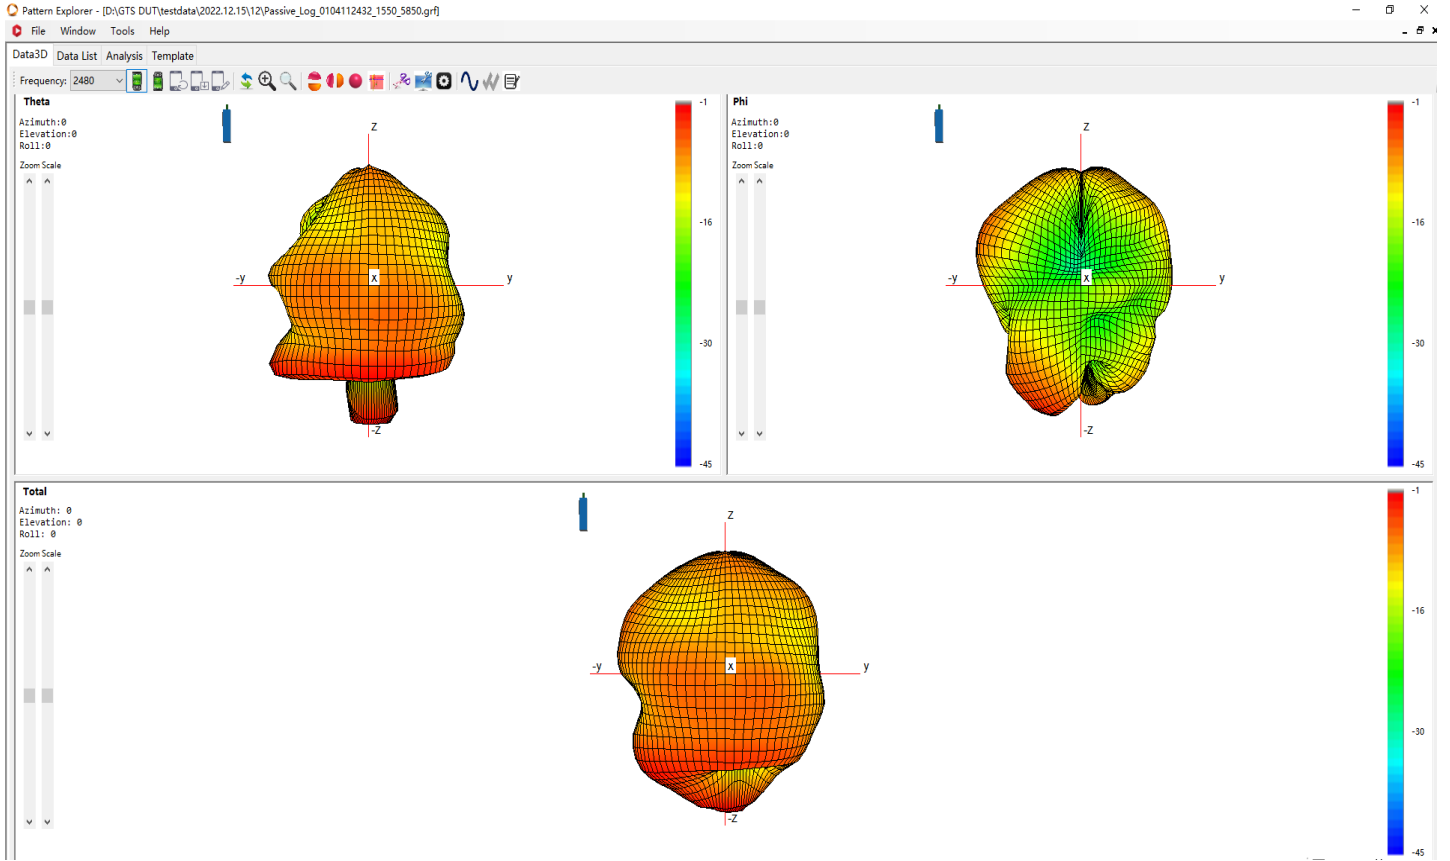 Pattern Explorer - [D:\GTS DUT\testdata\2022.12.15\12\Passive_Log_0104112432_1550_5850.grf]
File Window Tools Help
Data3D Data List Analysis Template
Frequency: 2480
Theta
Azimuth:0
Elevation:0
Roll:0
Zoom Scale
Z
-y
X
y
-Z
-1
-16
-30
-45
Phi
Azimuth:0
Elevation:0
Roll:0
Zoom Scale
Z
-y
X
y
-Z
-1
-16
-30
-45
Total
Azimuth: 0
Elevation: 0
Roll: 0
Zoom Scale
Z
-y
X
y
-Z
-1
-16
-30
-45